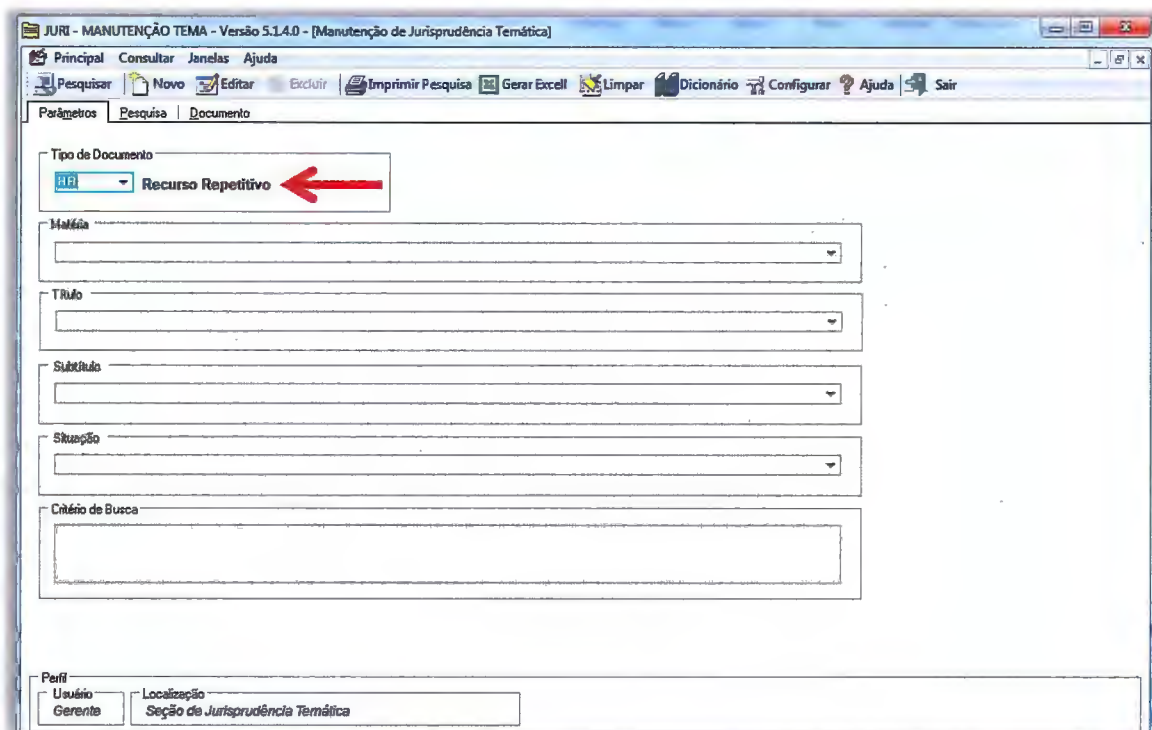 JURI - MANUTENÇÃO TEMA - Versão 5.1.4.0 - [Manutenção de Jurisprudência Temática]
Principal Consultar Janelas Ajuda
Pesquisar Novo Editar Excluir Imprimir Pesquisa Gerar Excell Limpar Dicionário Configurar Ajuda Sair
Parâmetros Pesquisa Documento
Tipo de Documento
Recurso Repetitivo
Matéria
Título
Subtítulo
Situação
Critério de Busca
Perfil
Usuário Localização
Gerente Seção de Jurisprudência Temática